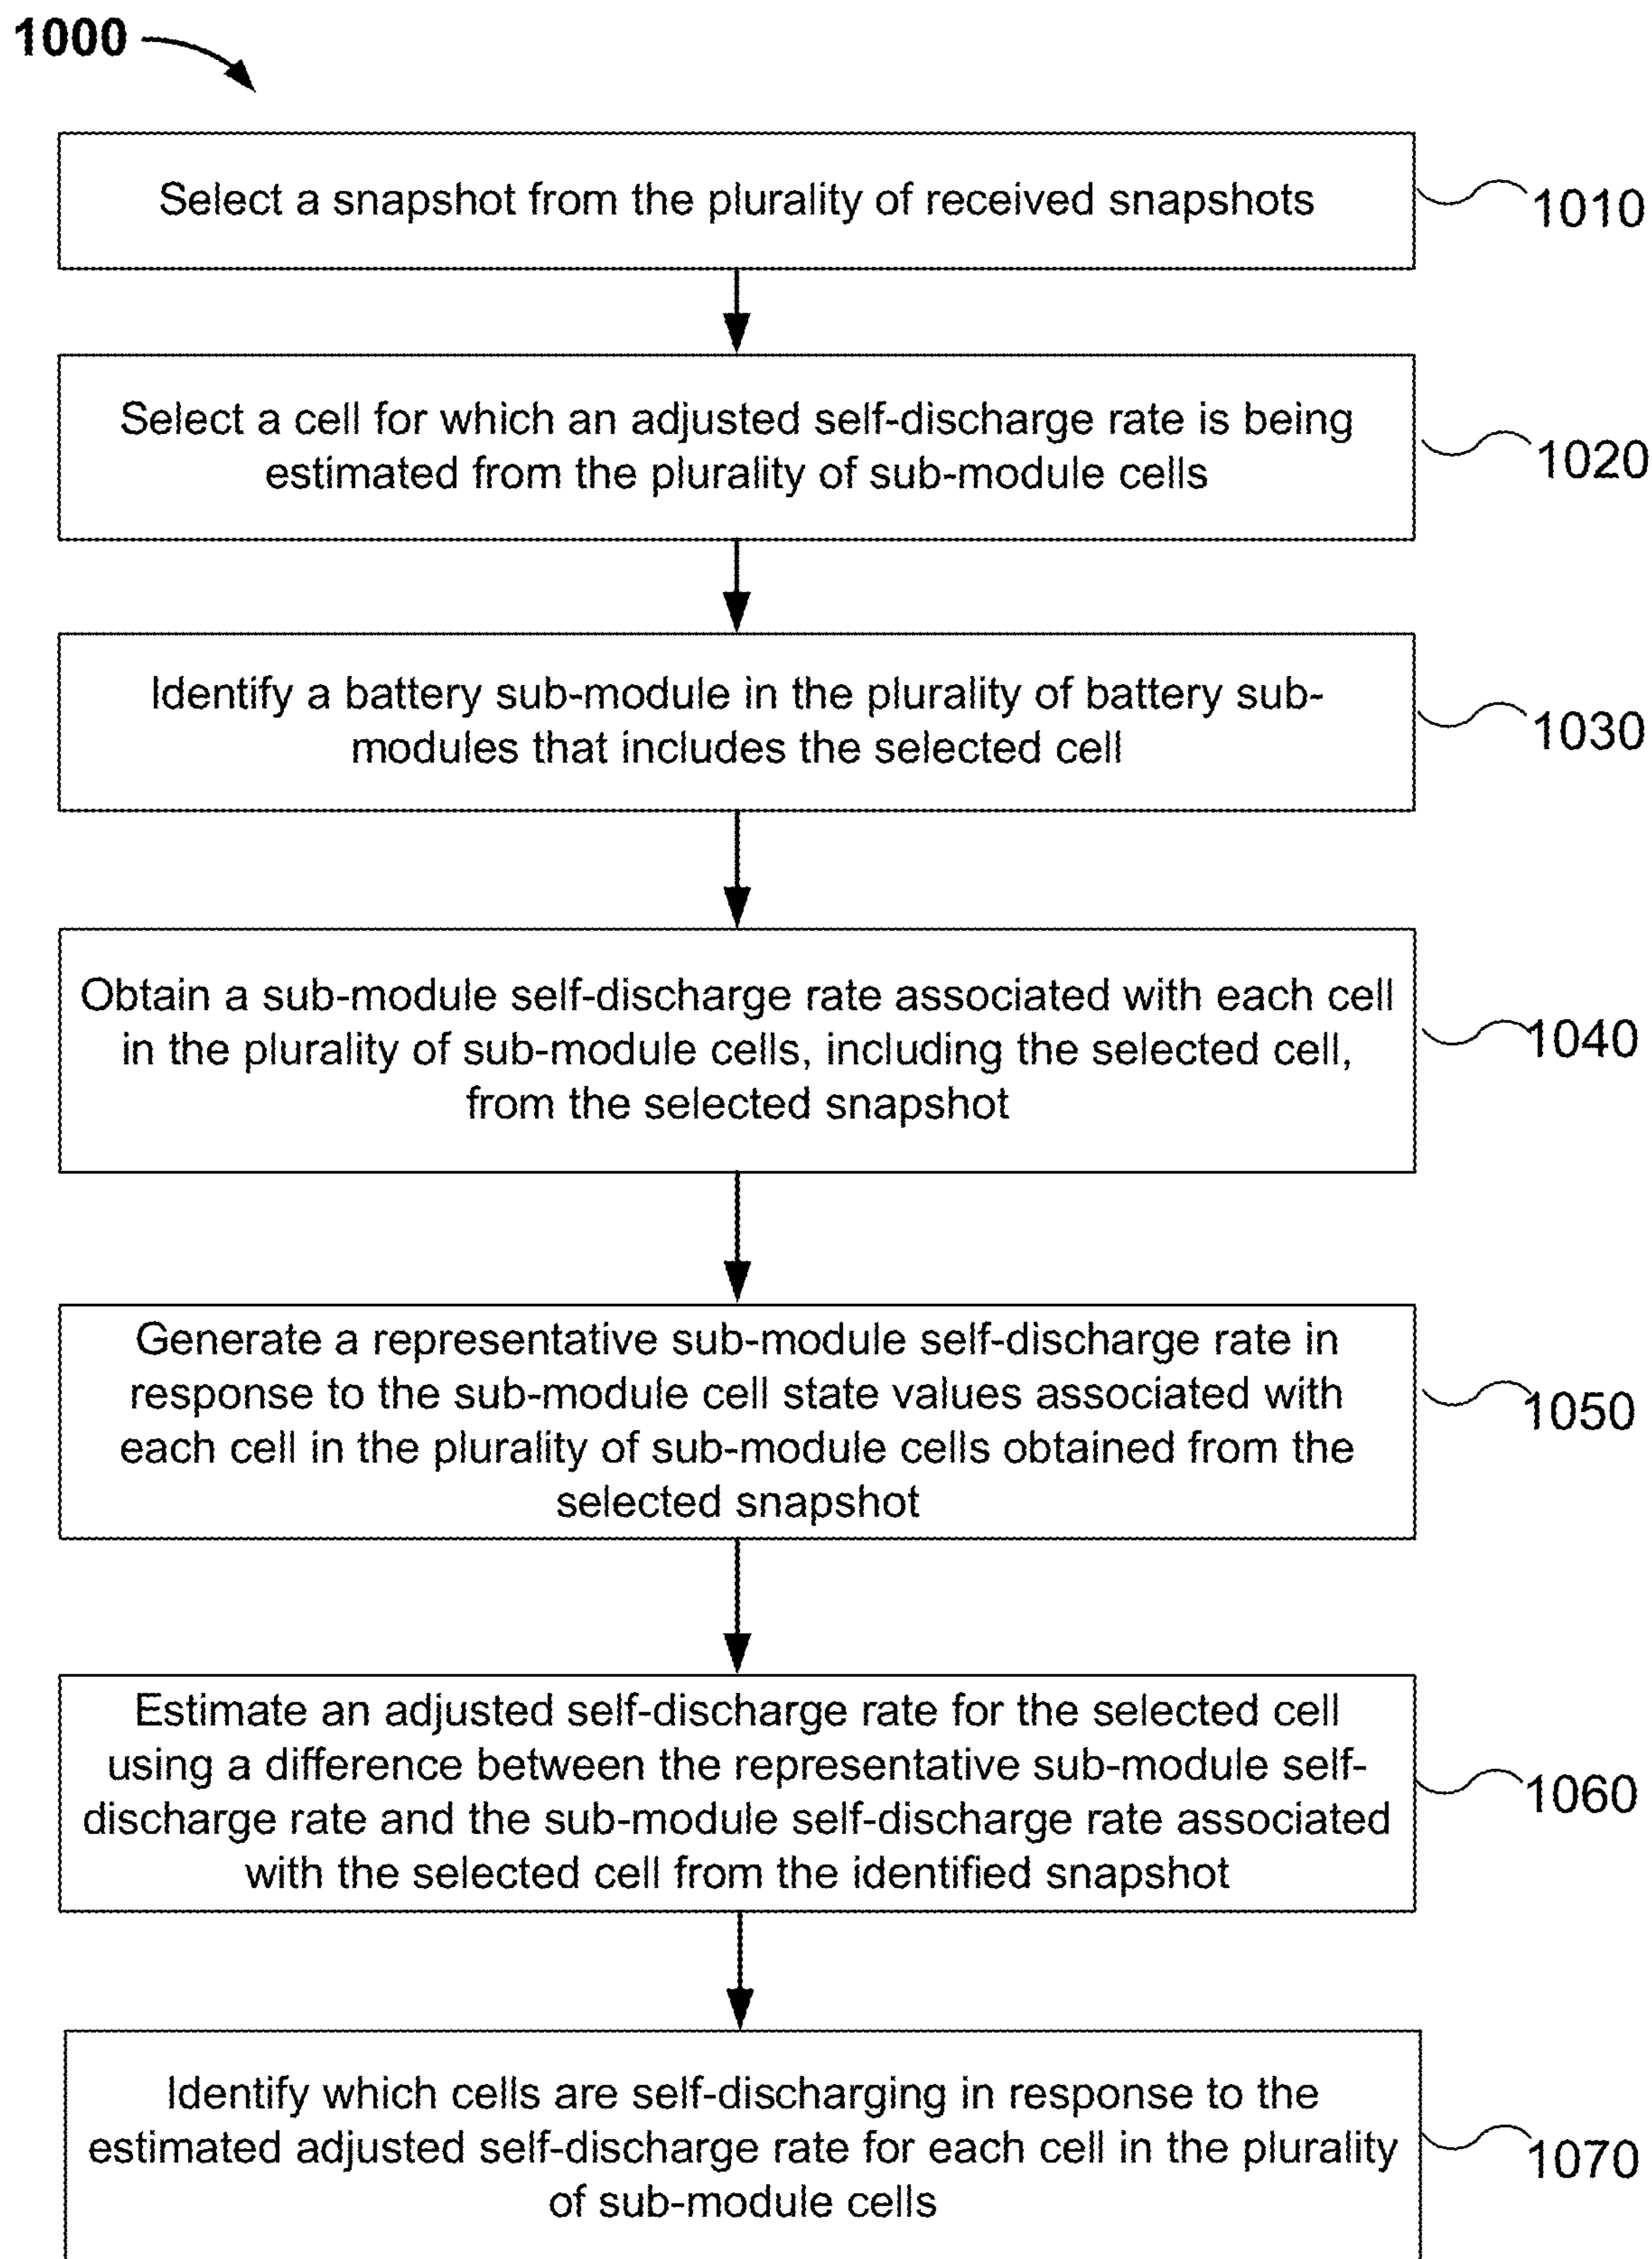 1000
Select a snapshot from the plurality of received snapshots
1010
Select a cell for which an adjusted self-discharge rate is being
estimated from the plurality of sub-module cells
1020
Identify a battery sub-module in the plurality of battery sub-
modules that includes the selected cell
1030
Obtain a sub-module self-discharge rate associated with each cell
in the plurality of sub-module cells, including the selected cell,
from the selected snapshot
1040
Generate a representative sub-module self-discharge rate in
response to the sub-module cell state values associated with
each cell in the plurality of sub-module cells obtained from the
selected snapshot
1050
Estimate an adjusted self-discharge rate for the selected cell
using a difference between the representative sub-module self-
discharge rate and the sub-module self-discharge rate associated
with the selected cell from the identified snapshot
1060
Identify which cells are self-discharging in response to the
estimated adjusted self-discharge rate for each cell in the plurality
of sub-module cells
1070